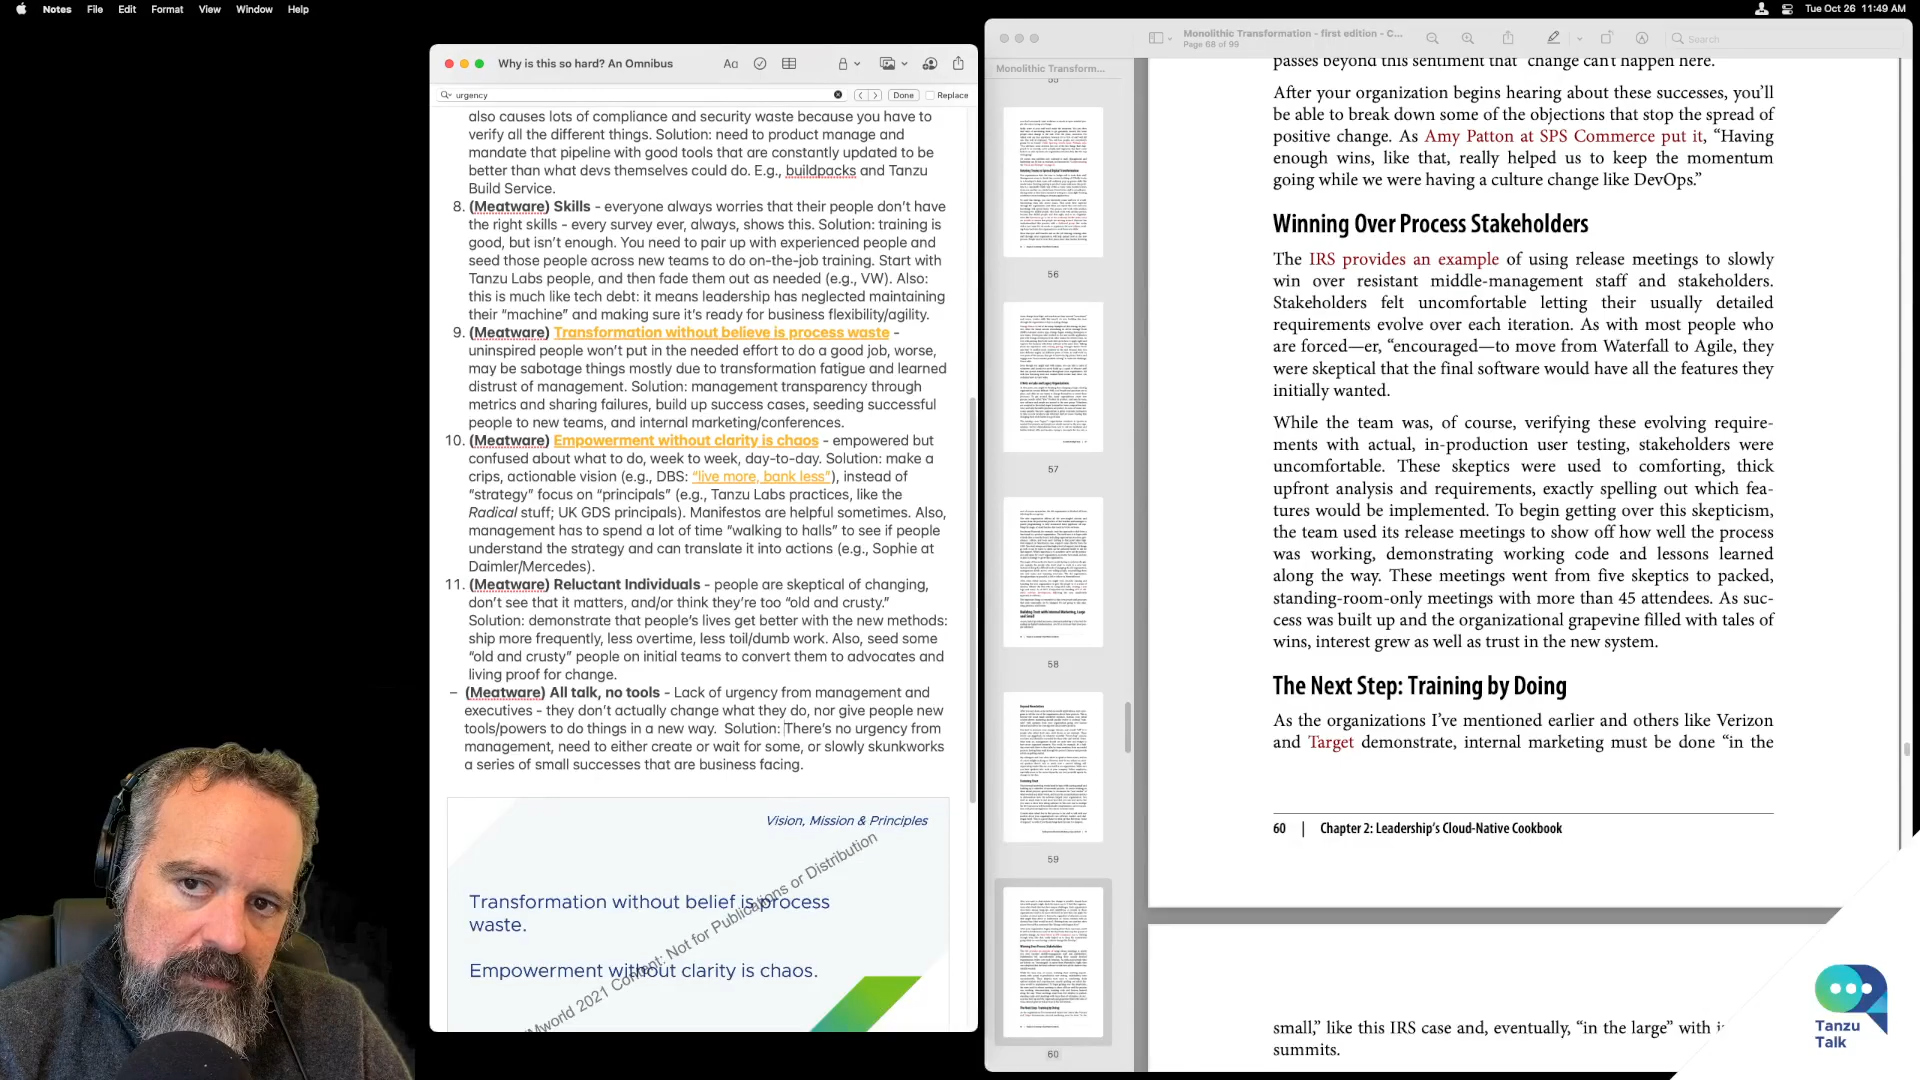 Notes File Edit Format View Window Help
Tue Oct 26 11:49 AM
Why is this so hard? An Omnibus
Aa
urgency
Done
Replace
also causes lots of compliance and security waste because you have to
verify all the different things. Solution: need to product manage and
mandate that pipeline with good tools that are constantly updated to be
better than what devs themselves could do. E.g., buildpacks and Tanzu
Build Service.
8. (Meatware) Skills - everyone always worries that their people don't have
the right skills - every survey ever, always, shows this. Solution: training is
good, but isn't enough. You need to pair up with experienced people and
seed those people across new teams to do on-the-job training. Start with
Tanzu Labs people, and then fade them out as needed (e.g., VW). Also:
this is much like tech debt: it means leadership has neglected maintaining
their "machine" and making sure it's ready for business flexibility/agility.
9. (Meatware) Transformation without believe is process waste -
uninspired people won't put in the needed effort to do a good job, worse,
may be sabotage things mostly due to transformation fatigue and learned
distrust of management. Solution: management transparency through
metrics and sharing failures, build up success cases, seeding successful
people to new teams, and internal marketing/conferences.
10. (Meatware) Empowerment without clarity is chaos - empowered but
confused about what to do, week to week, day-to-day. Solution: make a
crips, actionable vision (e.g., DBS: "live more, bank less"), instead of
"strategy" focus on "principals" (e.g., Tanzu Labs practices, like the
Radical stuff; UK GDS principals). Manifestos are helpful sometimes. Also,
management has to spend a lot of time "walking to halls" to see if people
understand the strategy and can translate it into actions (e.g., Sophie at
Daimler/Mercedes).
11. (Meatware) Reluctant Individuals - people are skeptical of changing,
don't see that it matters, and/or think they're too "old and crusty."
Solution: demonstrate that people's lives get better with the new methods:
ship more frequently, less overtime, less toil/dumb work. Also, seed some
"old and crusty" people on initial teams to convert them to advocates and
living proof for change.
– (Meatware) All talk, no tools - Lack of urgency from management and
executives - they don't actually change what they do, nor give people new
tools/powers to do things in a new way.  Solution: There's no urgency from
management, need to either create or wait for some, or slowly skunkworks
a series of small successes that are business facing.
Vision, Mission & Principles
Transformation without belief is process
waste.
Empowerment without clarity is chaos.
Mworld 2021 Content: Not for Publications or Distribution
Monolithic Transformation - first edition - C...
Page 68 of 99
Search
Monolithic Transform...
55
56
57
58
59
60
passes beyond this sentiment that "change can't happen here."
After your organization begins hearing about these successes, you'll
be able to break down some of the objections that stop the spread of
positive change. As Amy Patton at SPS Commerce put it, "Having
enough wins, like that, really helped us to keep the momentum
going while we were having a culture change like DevOps."
Winning Over Process Stakeholders
The IRS provides an example of using release meetings to slowly
win over resistant middle-management staff and stakeholders.
Stakeholders felt uncomfortable letting their usually detailed
requirements evolve over each iteration. As with most people who
are forced—er, "encouraged—to move from Waterfall to Agile, they
were skeptical that the final software would have all the features they
initially wanted.
While the team was, of course, verifying these evolving require-
ments with actual, in-production user testing, stakeholders were
uncomfortable. These skeptics were used to comforting, thick
upfront analysis and requirements, exactly spelling out which fea-
tures would be implemented. To begin getting over this skepticism,
the team used its release meetings to show off how well the process
was working, demonstrating working code and lessons learned
along the way. These meetings went from five skeptics to packed,
standing-room-only meetings with more than 45 attendees. As suc-
cess was built up and the organizational grapevine filled with tales of
wins, interest grew as well as trust in the new system.
The Next Step: Training by Doing
As the organizations I've mentioned earlier and others like Verizon
and Target demonstrate, internal marketing must be done "in the
60 | Chapter 2: Leadership's Cloud-Native Cookbook
small," like this IRS case and, eventually, "in the large" with
summits.
Tanzu
Talk